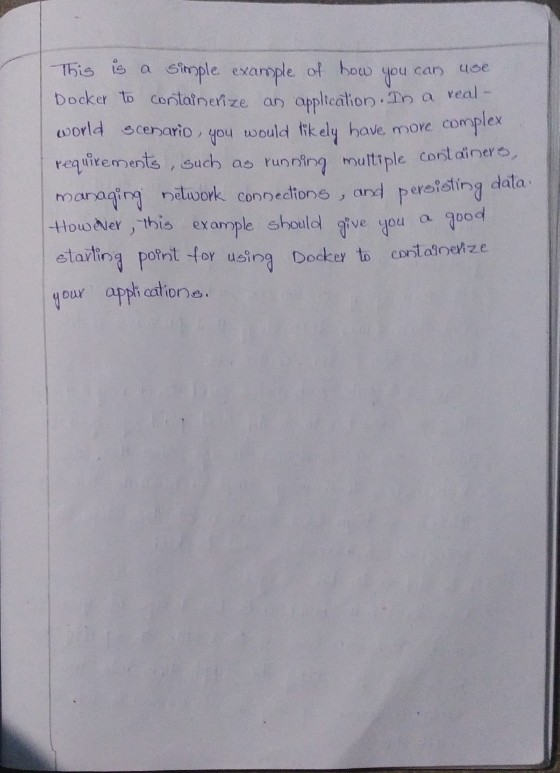 This is a simple example of how you can use
Docker to containerize an application. In a real-
world scenario, you would likely have more complex
requirements, such as running multiple containers,
managing network connections, and persisting data.
However, this example should give you a good
starting point for using Docker to containerize
your applications.